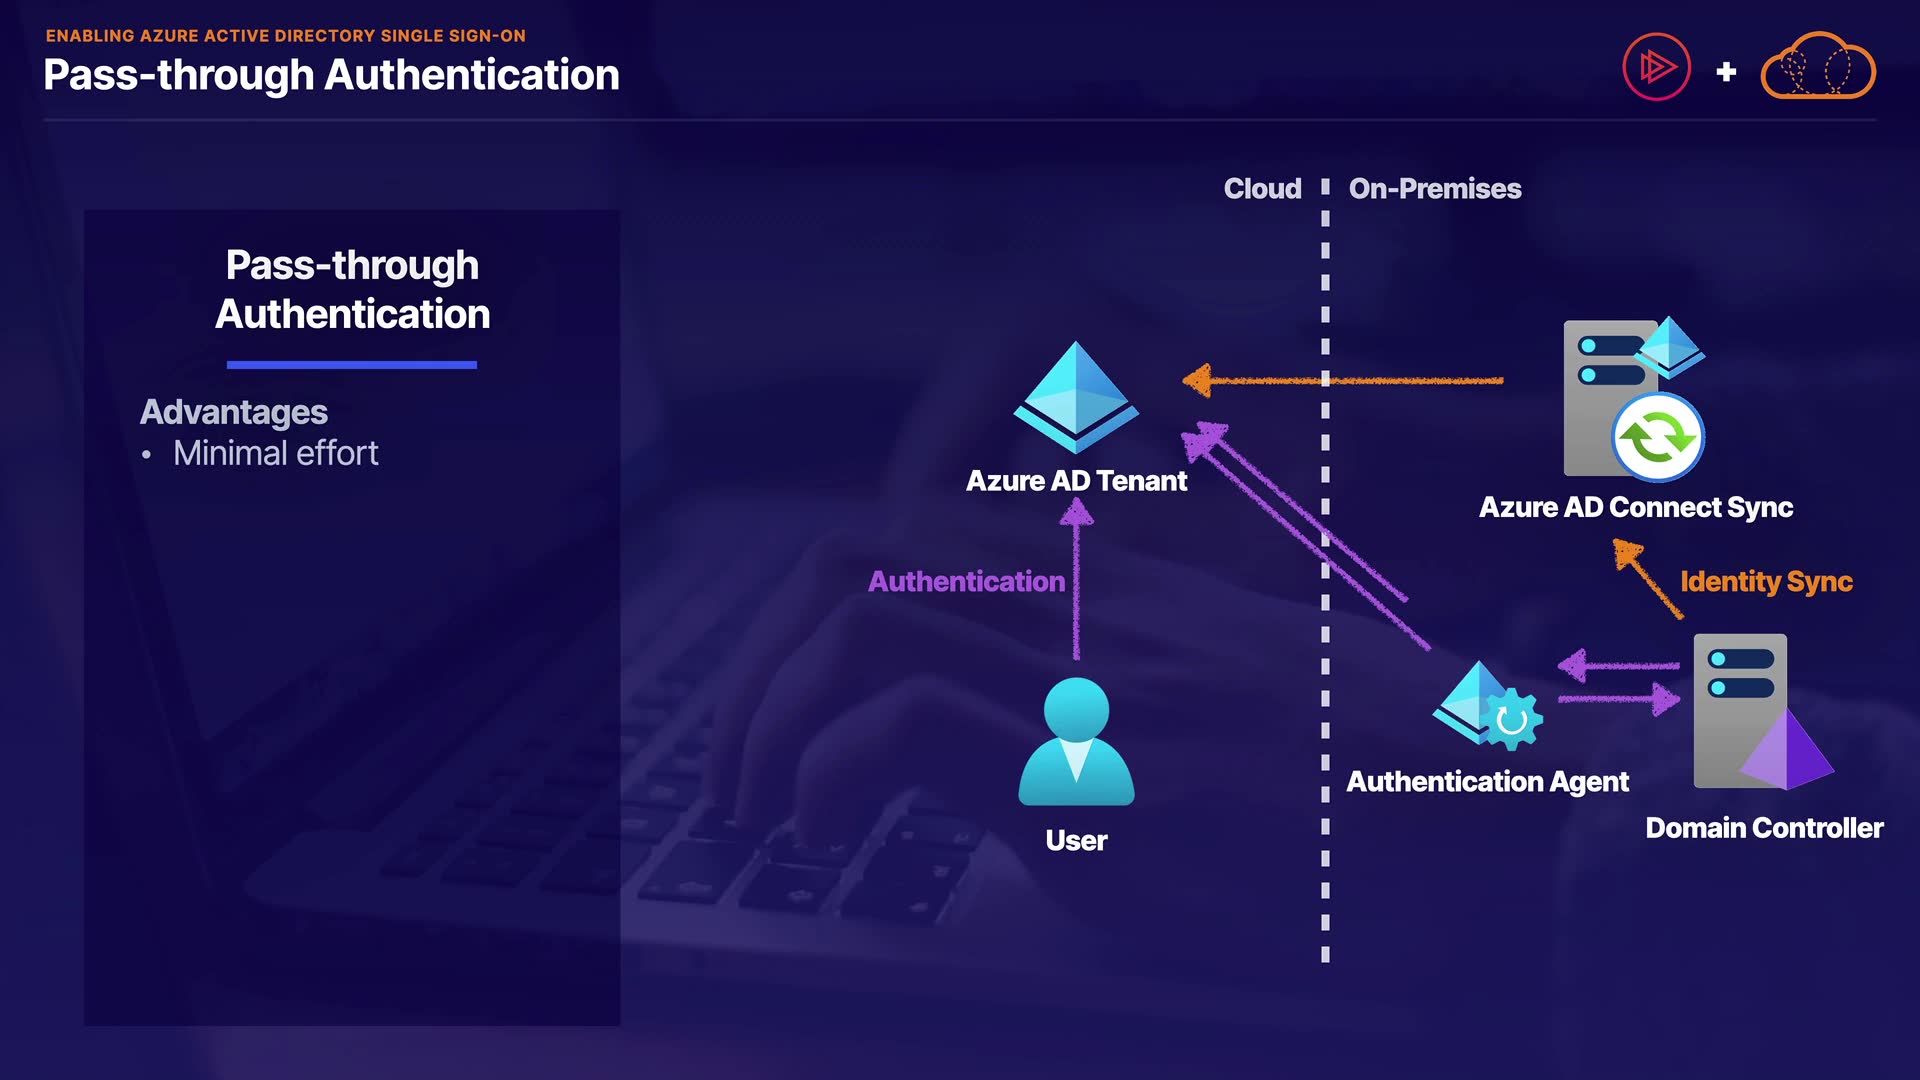 ENABLING AZURE ACTIVE DIRECTORY SINGLE SIGN-ON
Pass-through Authentication
Pass-through
Authentication
Advantages
• Minimal effort
Cloud
On-Premises
Azure AD Tenant
Azure AD Connect Sync
Authentication
Identity Sync
Authentication Agent
Domain Controller
User